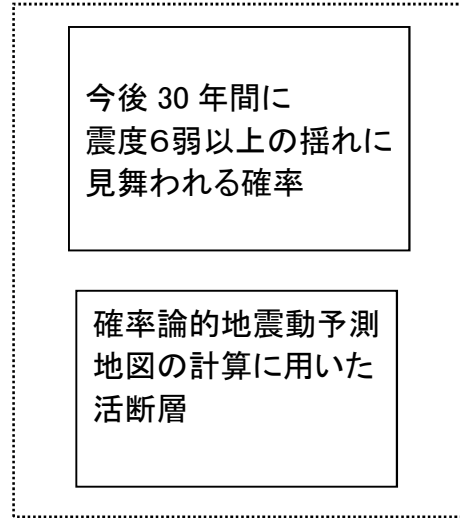 今後 30 年間に
震度６弱以上の揺れに
見舞われる確率
確率論的地震動予測
地図の計算に用いた
活断層